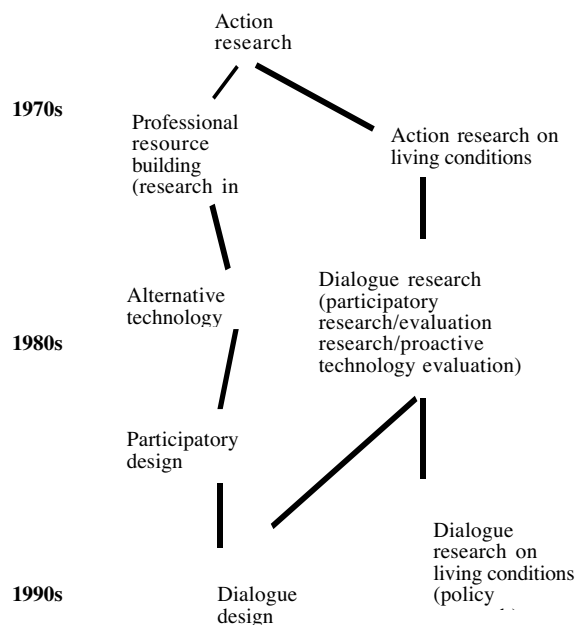 Action
research
1970s
Professional
resource
building
(research in
Action research on
living conditions
Alternative
technology
Dialogue research
(participatory
research/evaluation
research/proactive
technology evaluation)
1980s
Participatory
design
Dialogue
research on
living conditions
(policy
1990s
Dialogue
design